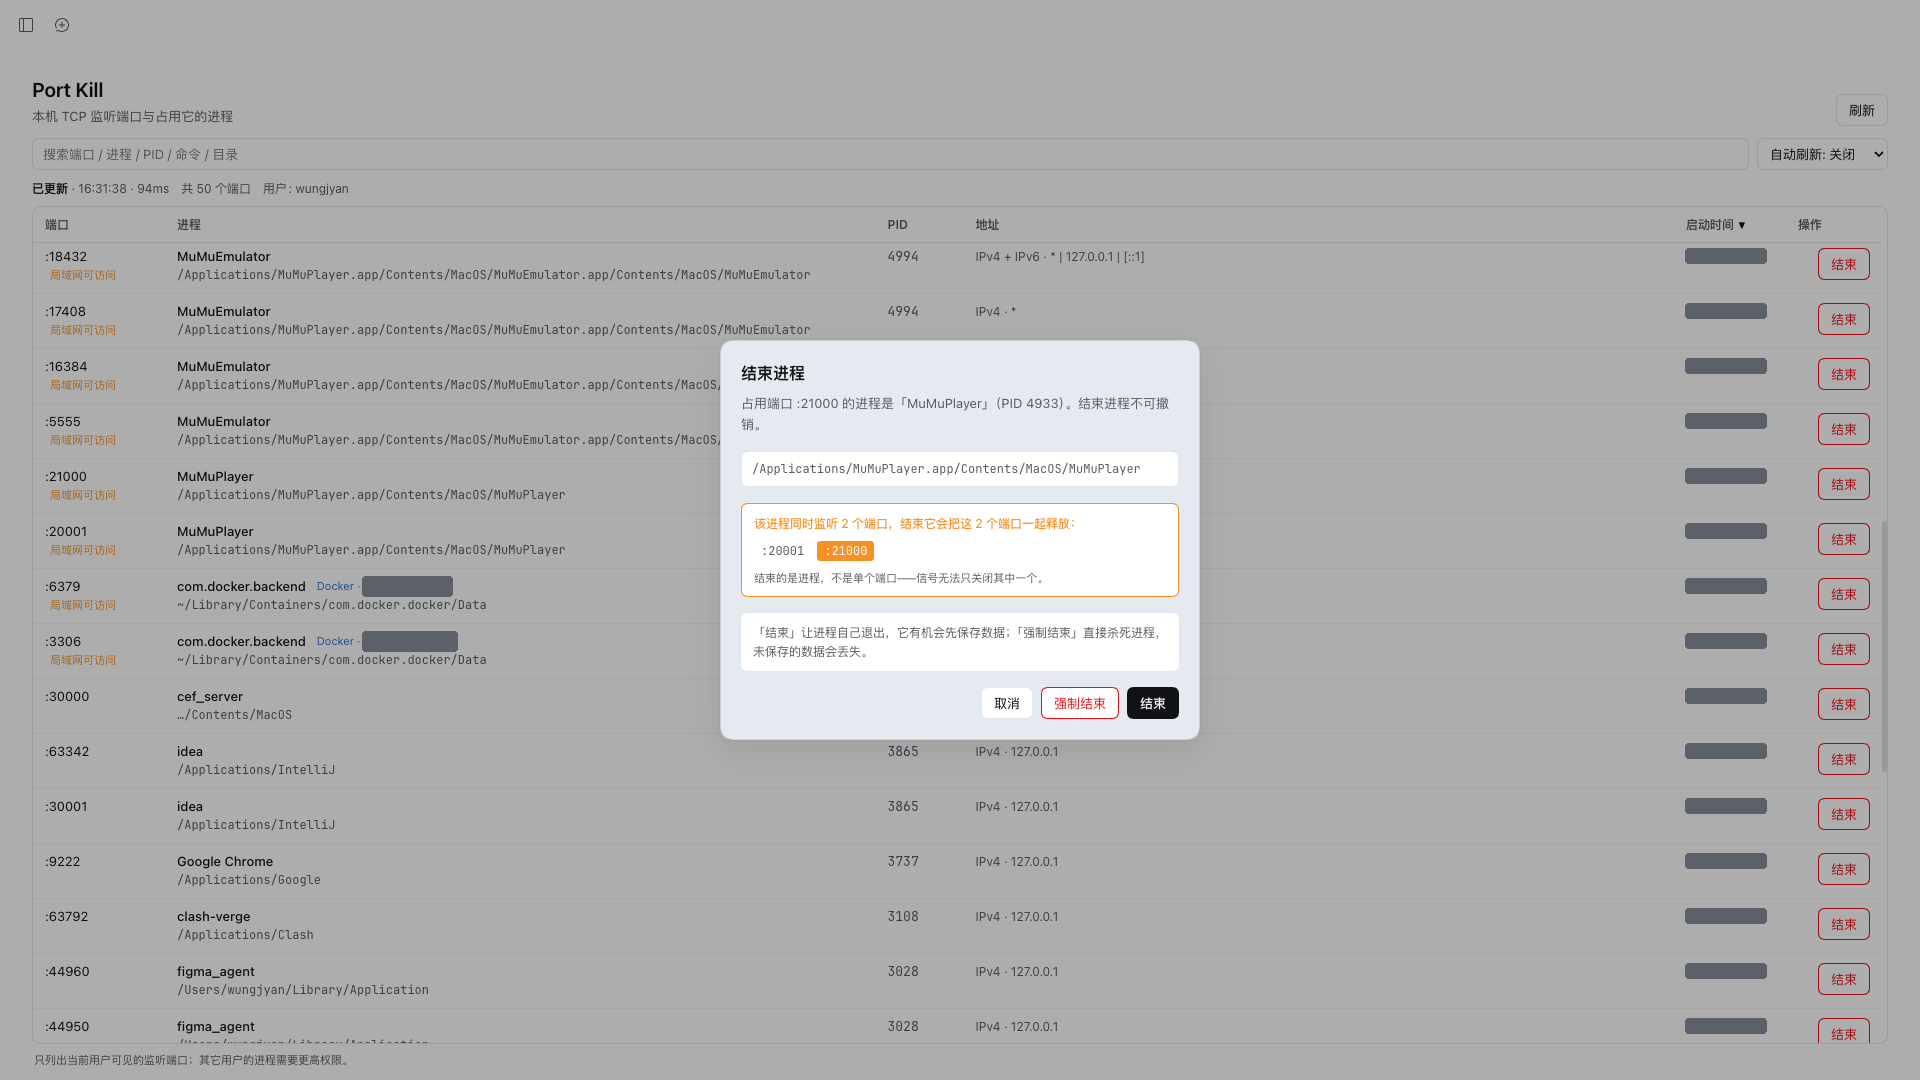 Port Kill
本机 TCP 监听端口与占用它的进程
刷新
搜索端口 / 进程 / PID / 命令 / 目录
自动刷新: 关闭
已更新 · 16:31:38 · 94ms 共 50 个端口 用户: wungjyan
端口 进程 PID 地址 启动时间 ▼ 操作
:18432 MuMuEmulator 4994 IPv4 + IPv6 · * | 127.0.0.1 | [::1] 结束
局域网可访问 /Applications/MuMuPlayer.app/Contents/MacOS/MuMuEmulator.app/Contents/MacOS/MuMuEmulator
:17408 MuMuEmulator 4994 IPv4 · * 结束
局域网可访问 /Applications/MuMuPlayer.app/Contents/MacOS/MuMuEmulator.app/Contents/MacOS/MuMuEmulator
:16384 MuMuEmulator 结束
局域网可访问 /Applications/MuMuPlayer.app/Contents/MacOS/MuMuEmulator.app/Contents/MacOS/
:5555 MuMuEmulator 结束
局域网可访问 /Applications/MuMuPlayer.app/Contents/MacOS/MuMuEmulator.app/Contents/MacOS/
:21000 MuMuPlayer 结束
局域网可访问 /Applications/MuMuPlayer.app/Contents/MacOS/MuMuPlayer
:20001 MuMuPlayer 结束
局域网可访问 /Applications/MuMuPlayer.app/Contents/MacOS/MuMuPlayer
:6379 com.docker.backend Docker · 结束
局域网可访问 ~/Library/Containers/com.docker.docker/Data
:3306 com.docker.backend Docker · 结束
局域网可访问 ~/Library/Containers/com.docker.docker/Data
:30000 cef_server 结束
…/Contents/MacOS
:63342 idea 3865 IPv4 · 127.0.0.1 结束
/Applications/IntelliJ
:30001 idea 3865 IPv4 · 127.0.0.1 结束
/Applications/IntelliJ
:9222 Google Chrome 3737 IPv4 · 127.0.0.1 结束
/Applications/Google
:63792 clash-verge 3108 IPv4 · 127.0.0.1 结束
/Applications/Clash
:44960 figma_agent 3028 IPv4 · 127.0.0.1 结束
/Users/wungjyan/Library/Application
:44950 figma_agent 3028 IPv4 · 127.0.0.1 结束
/Users/wungjyan/Library/Application
只列出当前用户可见的监听端口；其它用户的进程需要更高权限。
结束进程
占用端口 :21000 的进程是「MuMuPlayer」(PID 4933)。结束进程不可撤
销。
/Applications/MuMuPlayer.app/Contents/MacOS/MuMuPlayer
该进程同时监听 2 个端口，结束它会把这 2 个端口一起释放：
:20001 :21000
结束的是进程，不是单个端口——信号无法只关闭其中一个。
「结束」让进程自己退出，它有机会先保存数据；「强制结束」直接杀死进程，
未保存的数据会丢失。
取消 强制结束 结束